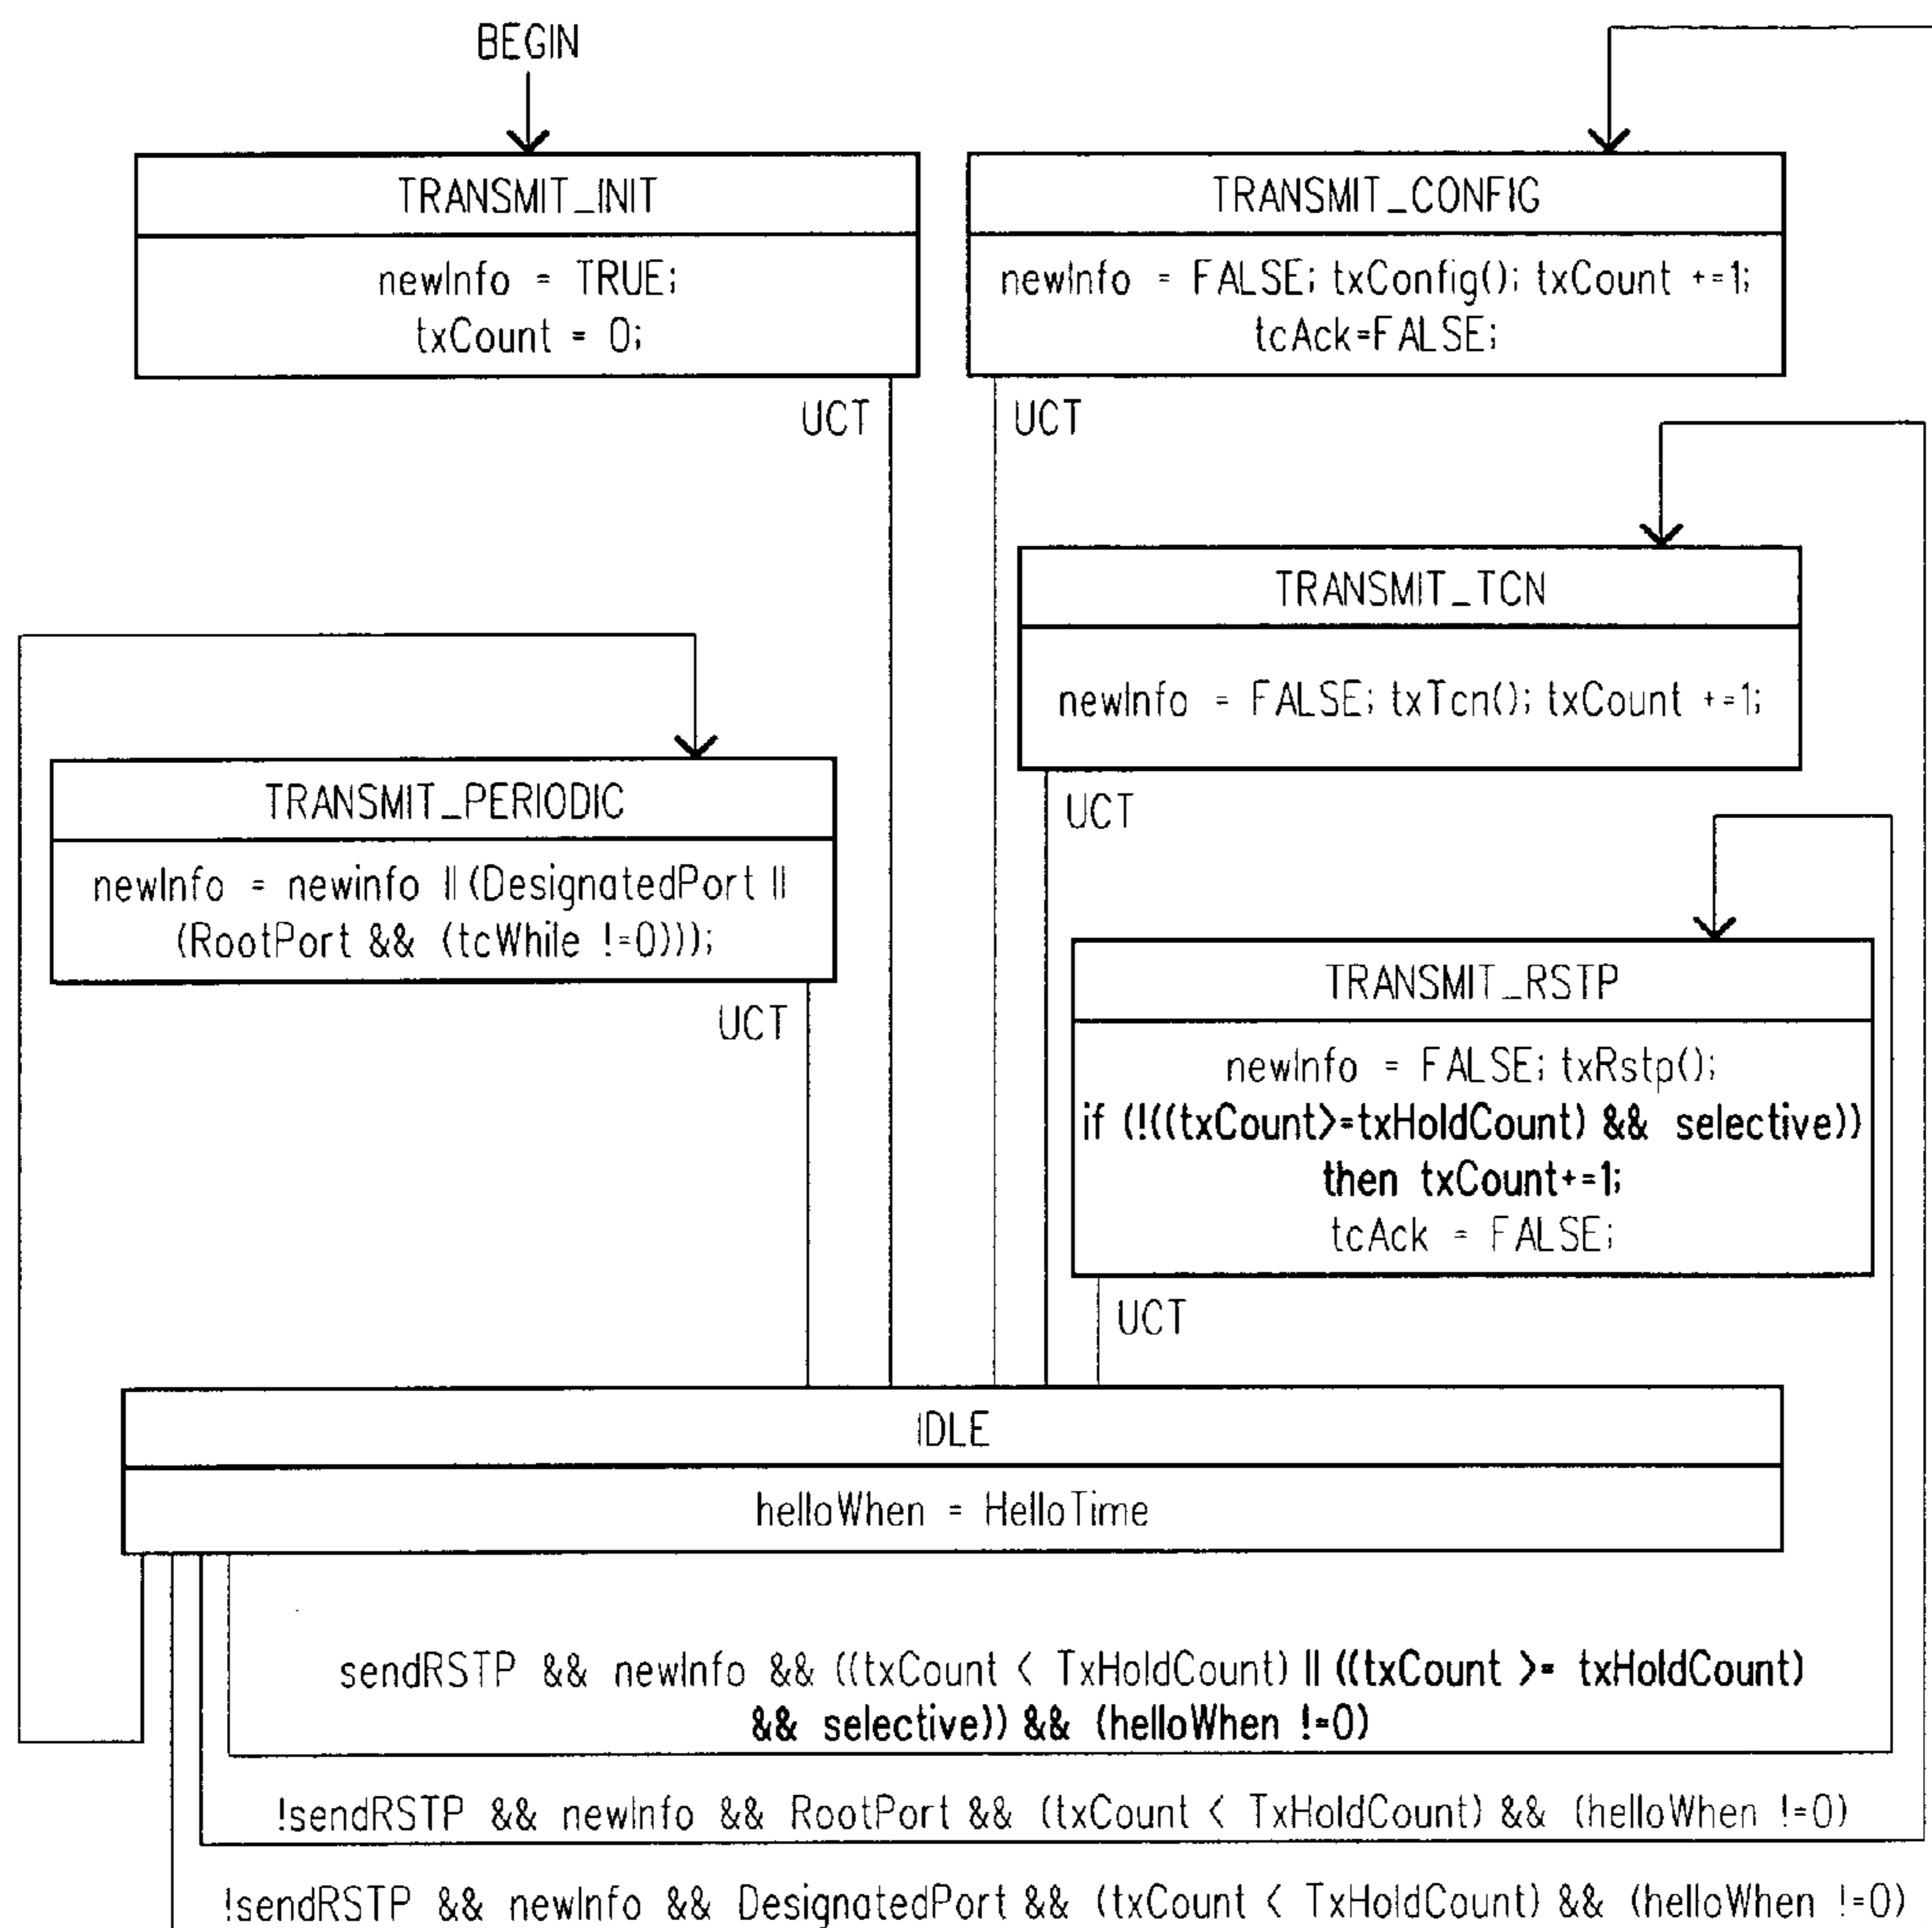 BEGIN
TRANSMIT_INIT
newInfo = TRUE;
txCount = 0;
UCT
TRANSMIT_CONFIG
newInfo = FALSE; txConfig(); txCount +=1;
tcAck=FALSE;
UCT
TRANSMIT_TCN
newInfo = FALSE; txTcn(); txCount +=1;
UCT
TRANSMIT_PERIODIC
newInfo = newinfo || (DesignatedPort ||
(RootPort && (tcWhile !=0)));
UCT
TRANSMIT_RSTP
newInfo = FALSE; txRstp();
if (!((txCount>=txHoldCount) && selective))
then txCount+=1;
tcAck = FALSE;
UCT
IDLE
helloWhen = HelloTime
sendRSTP && newInfo && ((txCount < TxHoldCount) || ((txCount >= txHoldCount)
&& selective)) && (helloWhen !=0)
!sendRSTP && newInfo && RootPort && (txCount < TxHoldCount) && (helloWhen !=0)
!sendRSTP && newInfo && DesignatedPort && (txCount < TxHoldCount) && (helloWhen !=0)